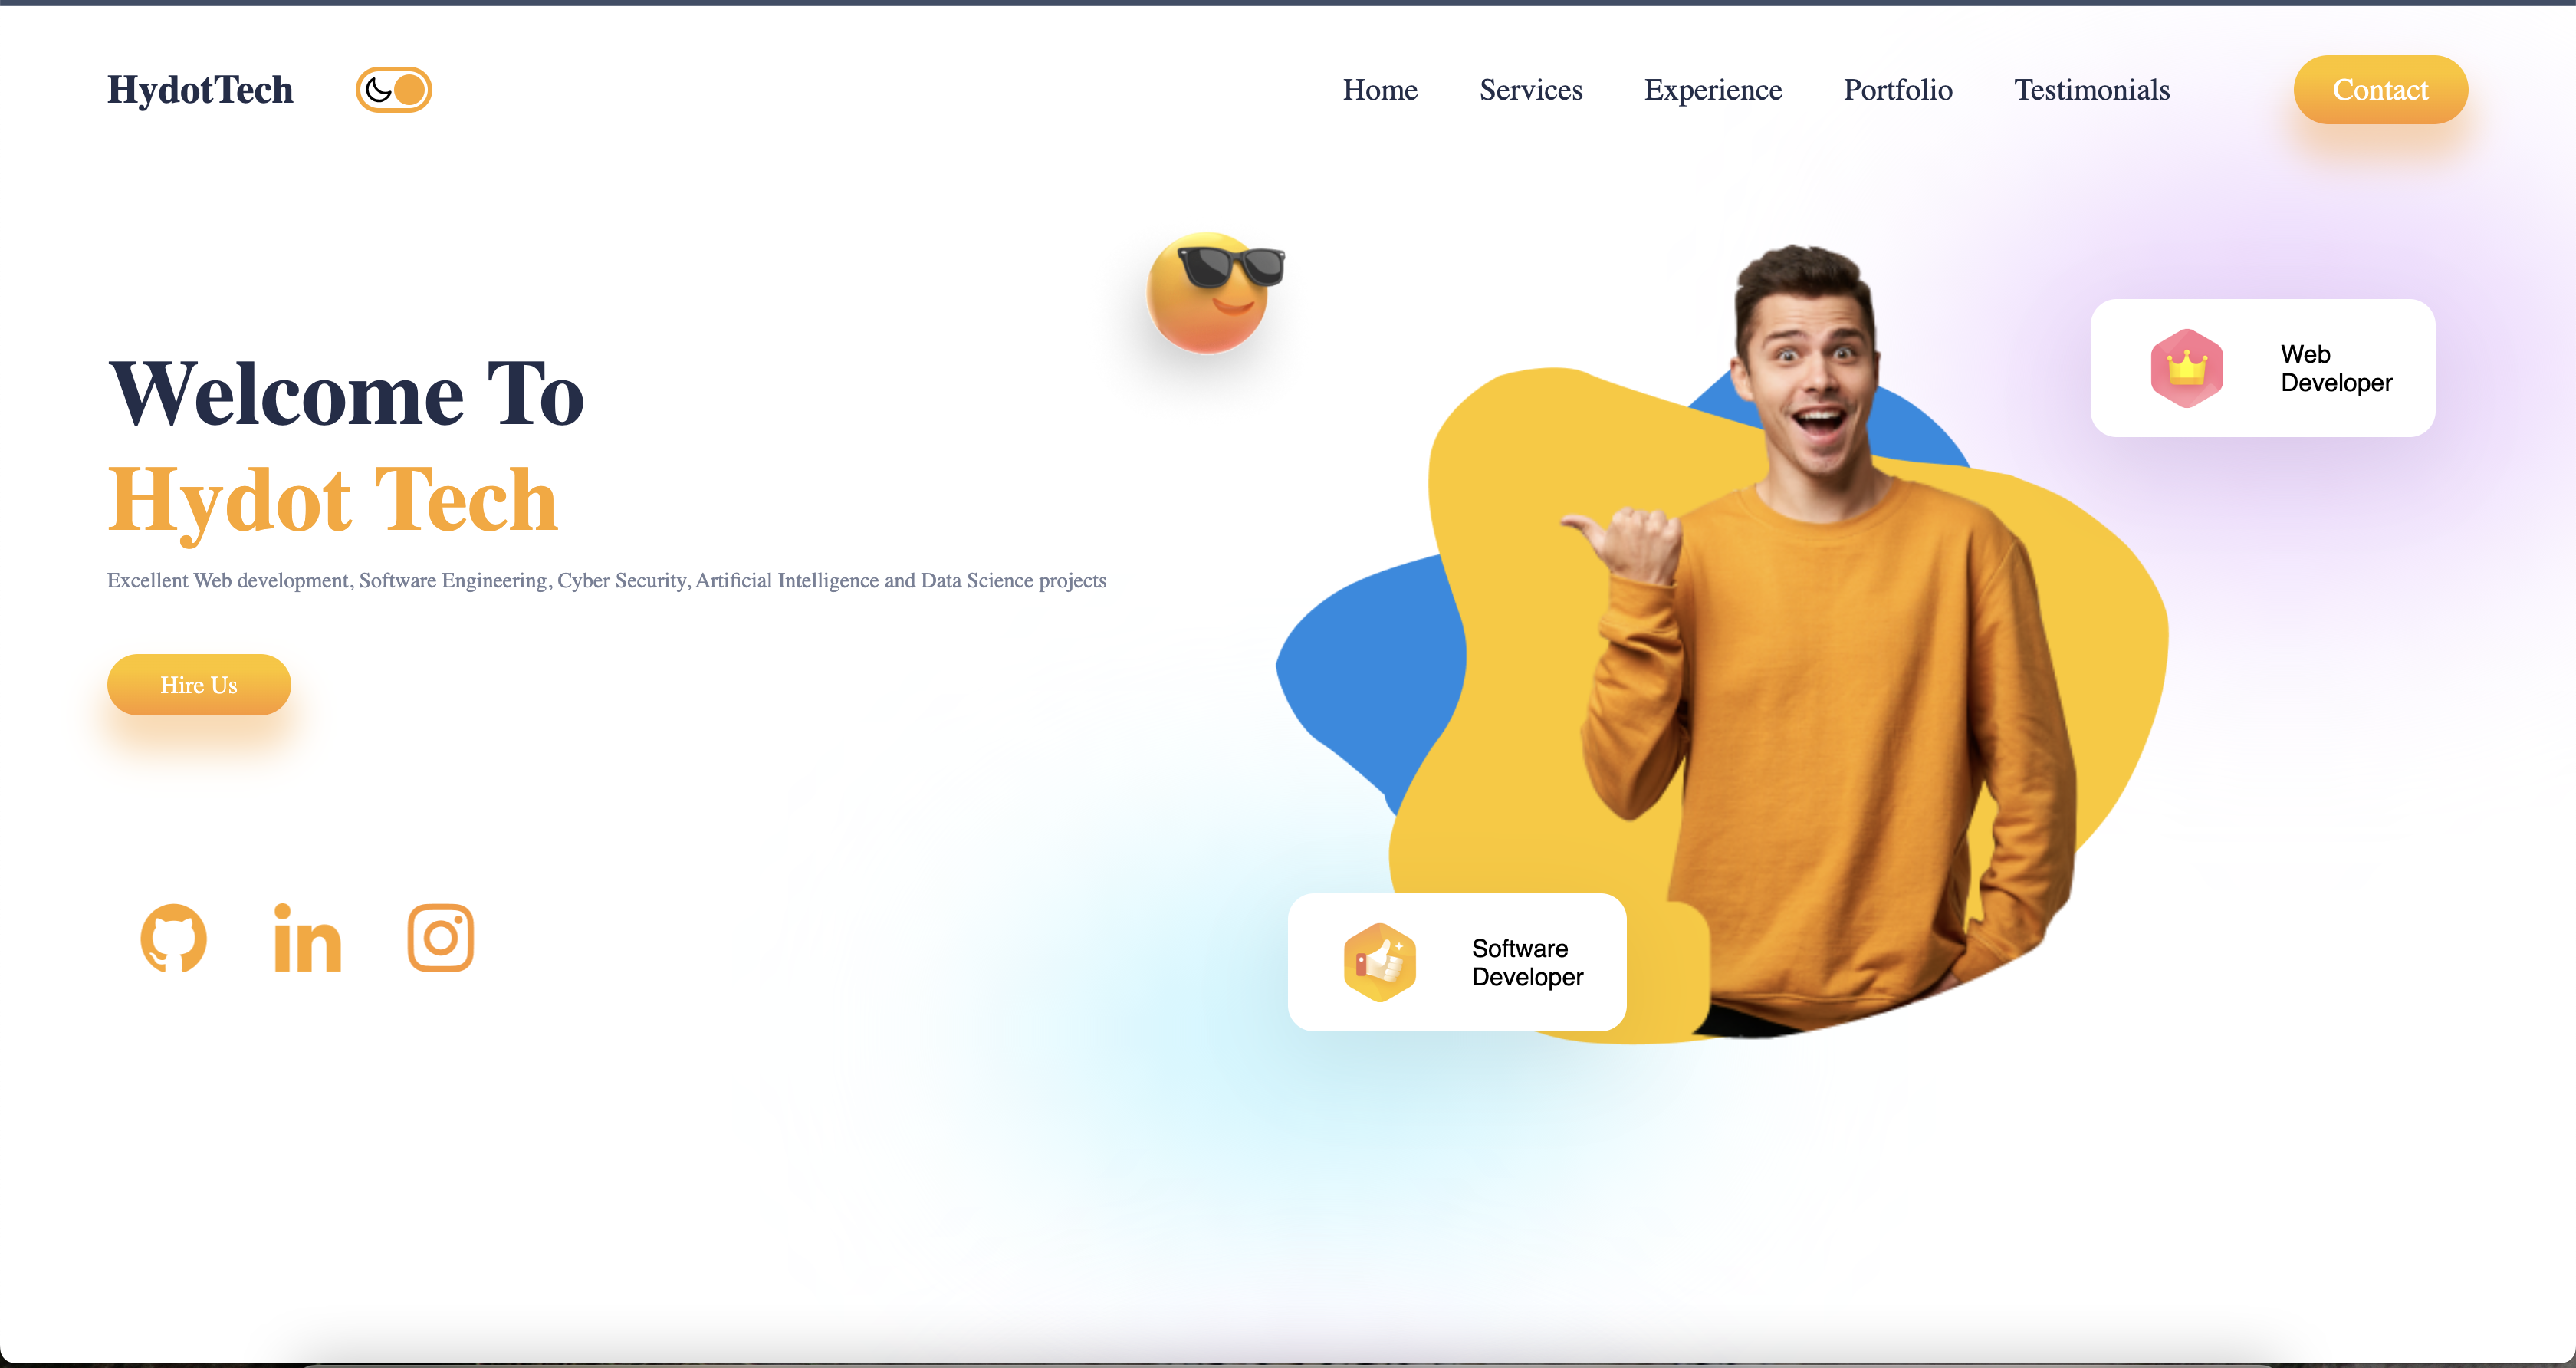 HydotTech
Home Services Experience Portfolio Testimonials Contact
Welcome To
Hydot Tech
Excellent Web development, Software Engineering, Cyber Security, Artificial Intelligence and Data Science projects
Hire Us
Web
Developer
Software
Developer